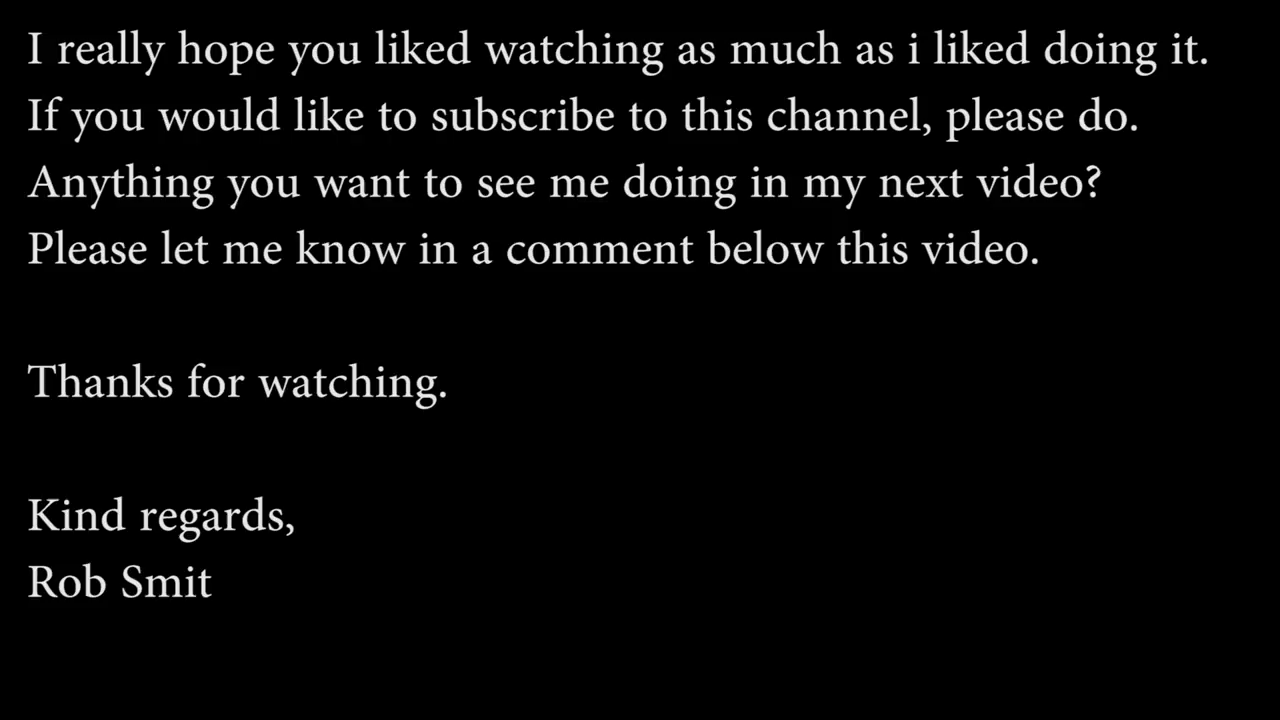 I really hope you liked watching as much as i liked doing it.
If you would like to subscribe to this channel, please do.
Anything you want to see me doing in my next video?
Please let me know in a comment below this video.
Thanks for watching.
Kind regards,
Rob Smit